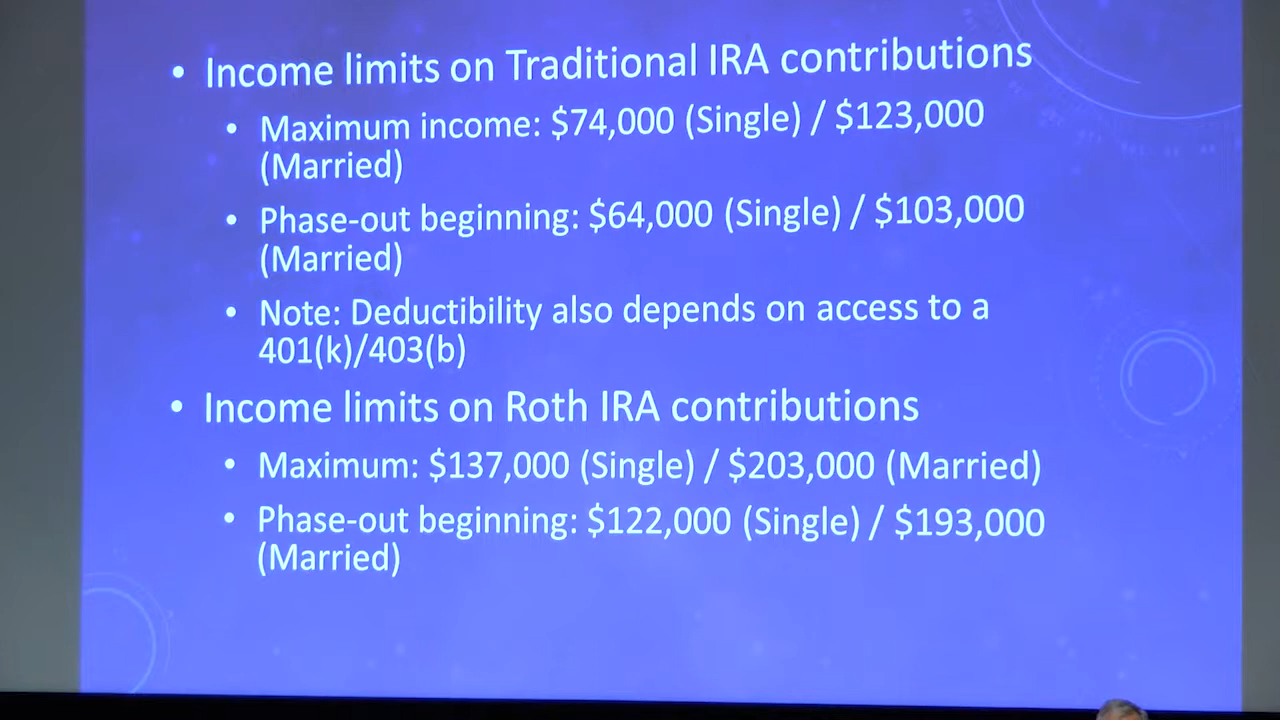 • Income limits on Traditional IRA contributions
• Maximum income: $74,000 (Single) / $123,000
(Married)
• Phase-out beginning: $64,000 (Single) / $103,000
(Married)
• Note: Deductibility also depends on access to a
401(k)/403(b)
• Income limits on Roth IRA contributions
• Maximum: $137,000 (Single) / $203,000 (Married)
• Phase-out beginning: $122,000 (Single) / $193,000
(Married)